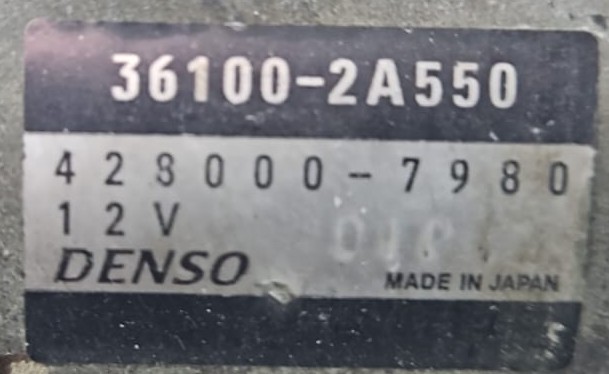 36100-2A550
428000-7980
12V
DENSO
MADE IN JAPAN